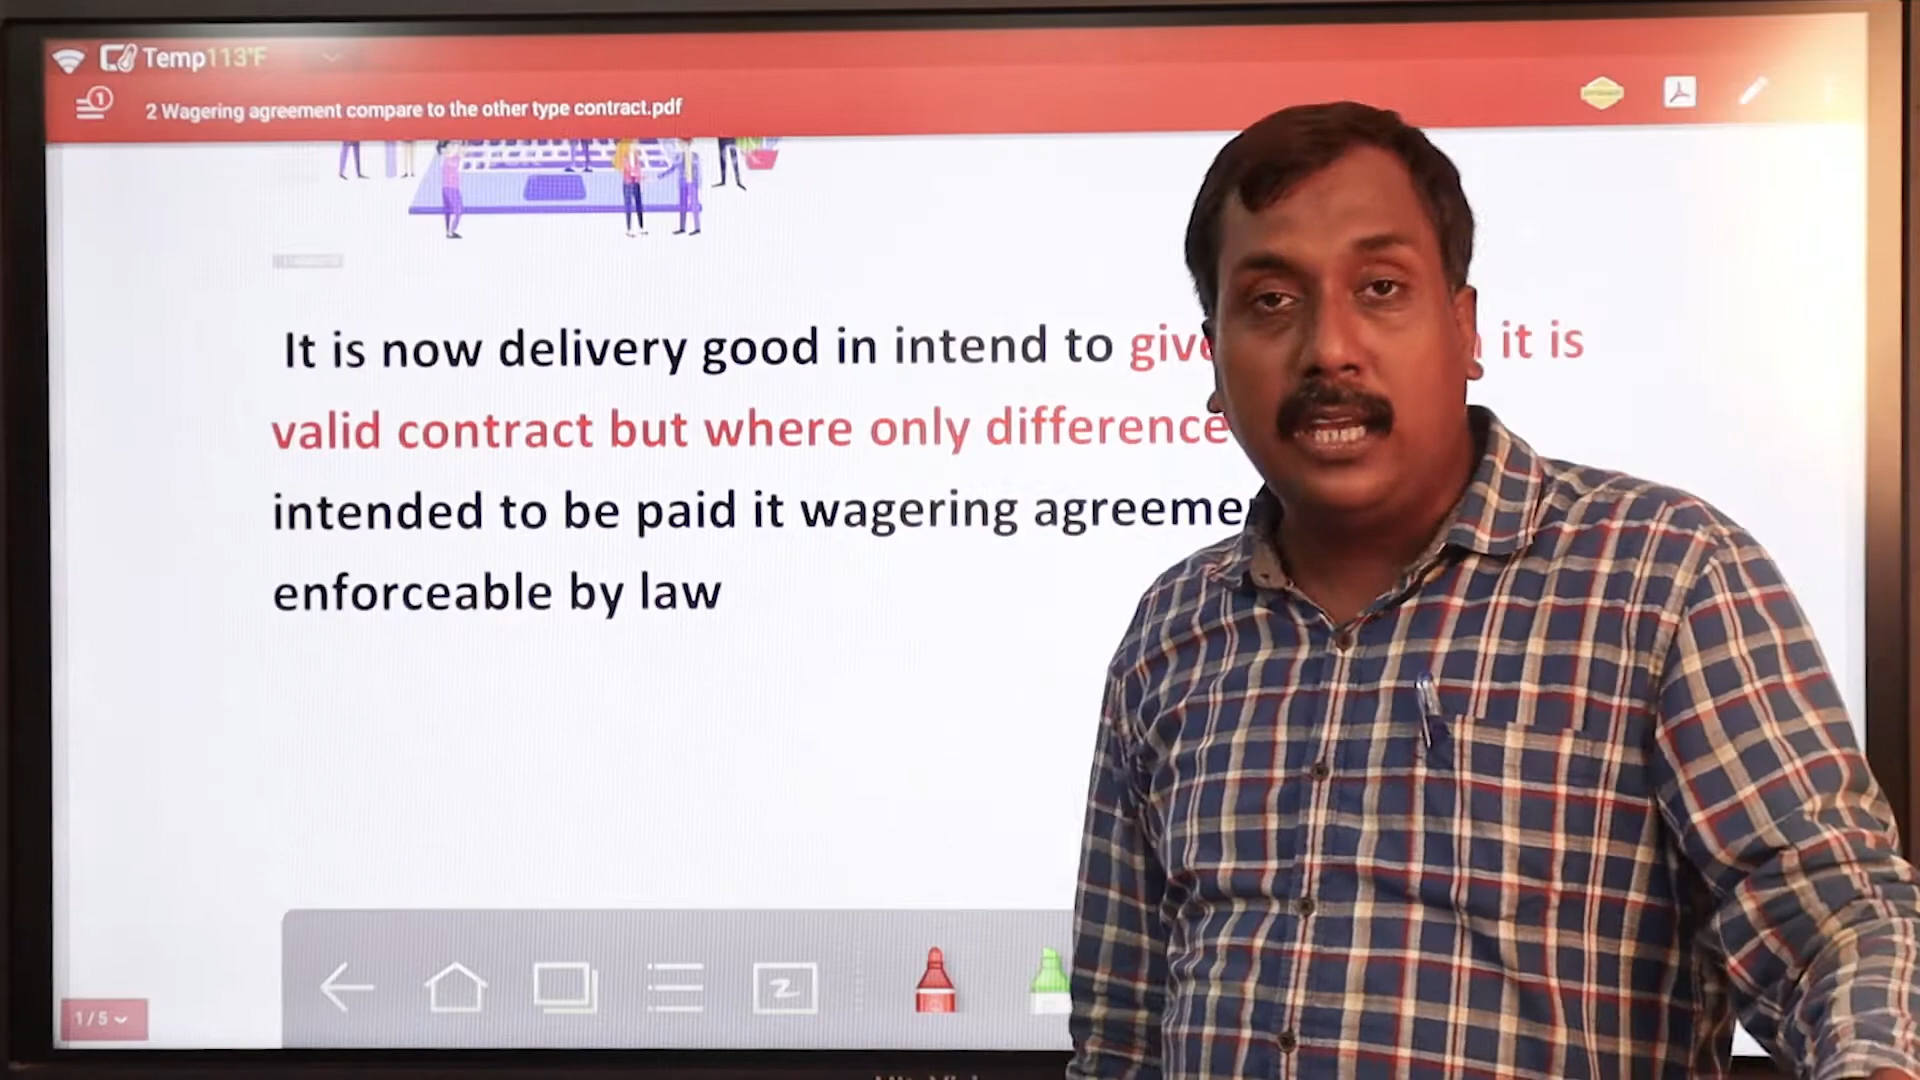 Temp113°F
1
2 Wagering agreement compare to the other type contract.pdf
It is now delivery good in intend to it is
valid contract but where only difference
intended to be paid it wagering
enforceable by law
1 / 5